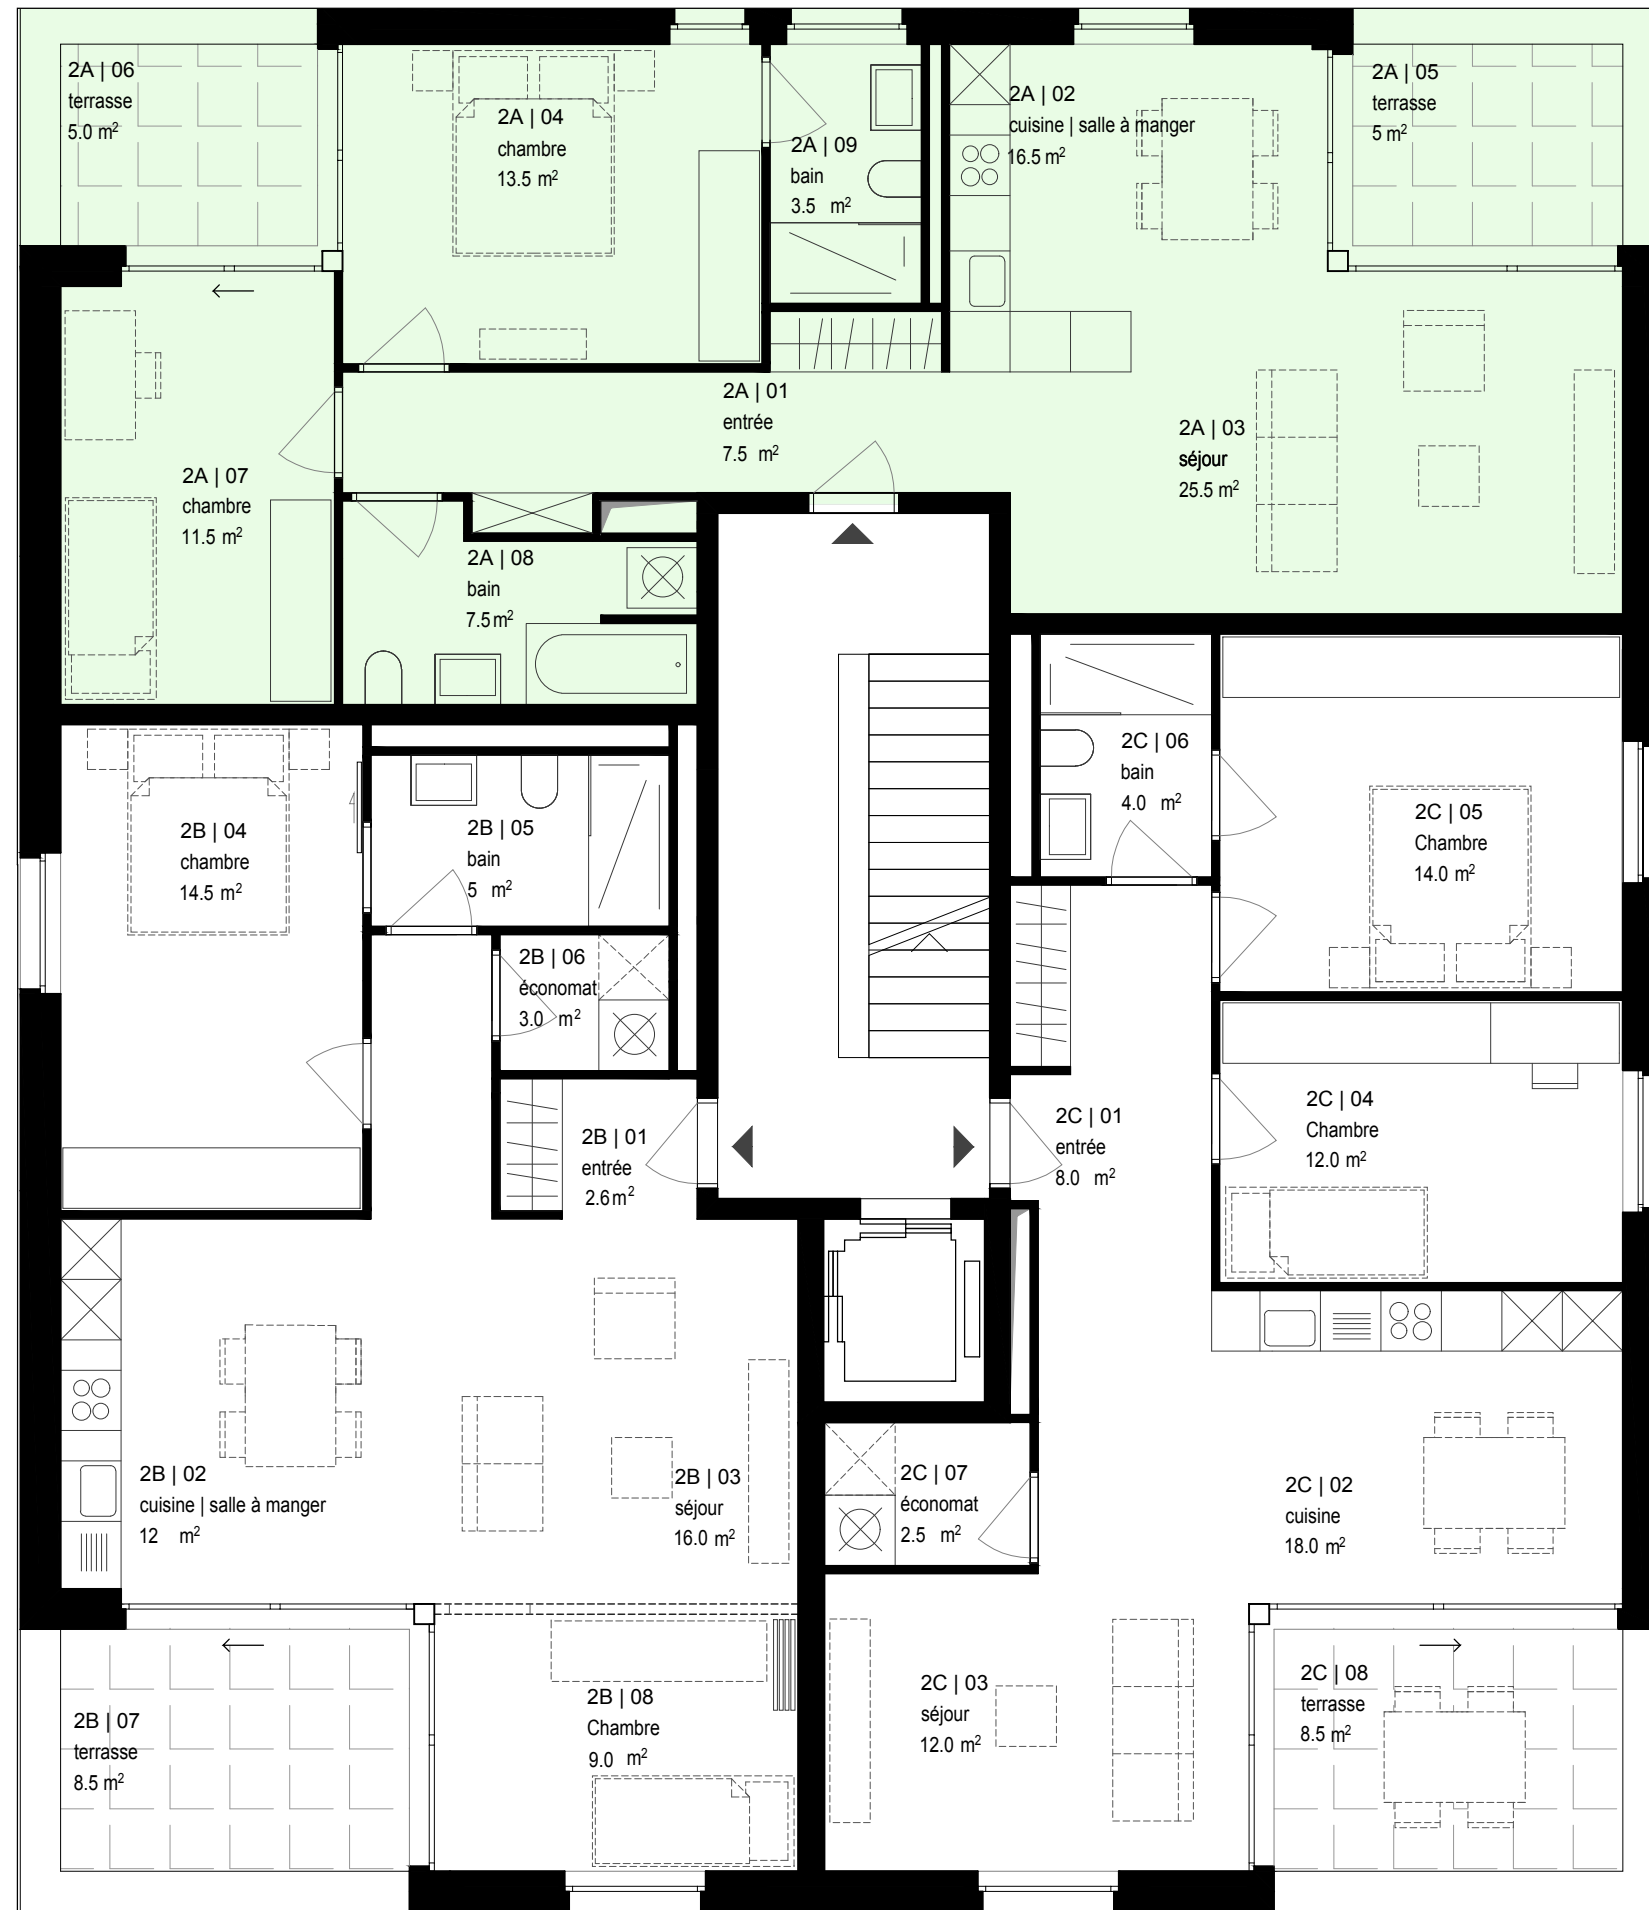 2A | 06
terrasse
5.0 m²
2A | 04
chambre
13.5 m²
2A | 09
bain
3.5 m²
2A | 02
cuisine | salle à manger
16.5 m²
2A | 05
terrasse
5 m²
2A | 01
entrée
7.5 m²
2A | 03
séjour
25.5 m²
2A | 07
chambre
11.5 m²
2A | 08
bain
7.5 m²
2B | 04
chambre
14.5 m²
2B | 05
bain
5 m²
2C | 06
bain
4.0 m²
2C | 05
Chambre
14.0 m²
2B | 06
économat
3.0 m²
2B | 01
entrée
2.6 m²
2C | 01
entrée
8.0 m²
2C | 04
Chambre
12.0 m²
2B | 02
cuisine | salle à manger
12 m²
2B | 03
séjour
16.0 m²
2C | 07
économat
2.5 m²
2C | 02
cuisine
18.0 m²
2B | 07
terrasse
8.5 m²
2B | 08
Chambre
9.0 m²
2C | 03
séjour
12.0 m²
2C | 08
terrasse
8.5 m²